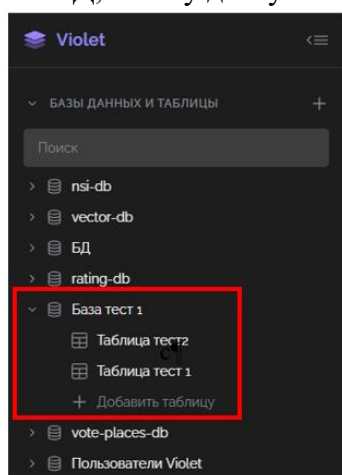 Violet
БАЗЫ ДАННЫХ И ТАБЛИЦЫ
Поиск
nsi-db
vector-db
БД
rating-db
База тест 1
Таблица тест2
Таблица тест 1
Добавить таблицу
vote-places-db
Пользователи Violet